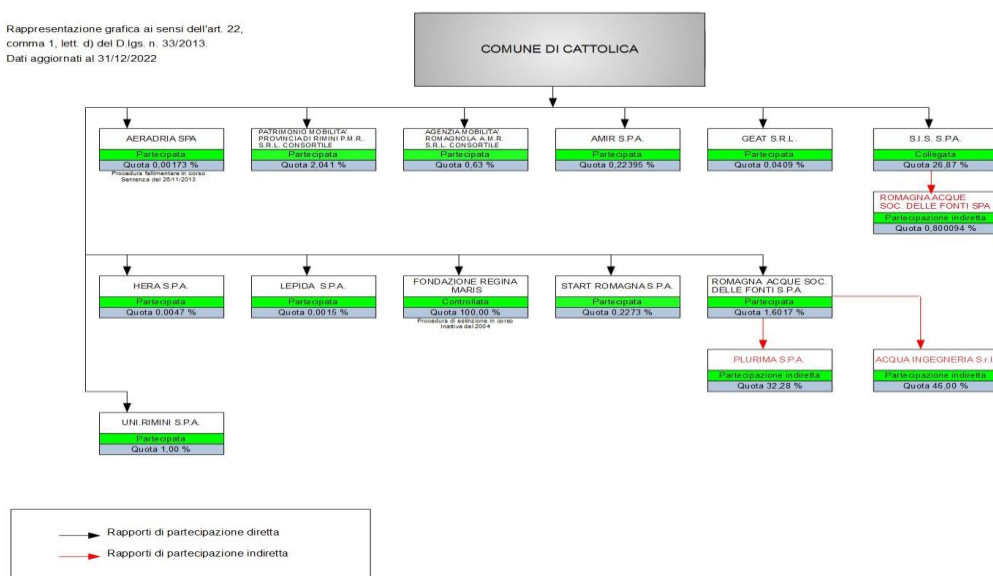 Rappresentazione grafica ai sensi dell'art. 22,
comma 1, lett. d) del D.lgs. n. 33/2013.
Dati aggiornati al 31/12/2022
COMUNE DI CATTOLICA
AERADRIA SPA
Partecipata
Quota 0,00173 %
Procedura fallimentare in corso
Sentenza del 26/11/2013
PATRIMONIO MOBILITA'
PROVINCIA DI RIMINI P.M.R.
S.R.L. CONSORTILE
Partecipata
Quota 2,041 %
AGENZIA MOBILITA'
ROMAGNOLA A.M.R.
S.R.L. CONSORTILE
Partecipata
Quota 0,63 %
AMIR S.P.A.
Partecipata
Quota 0,22395 %
GEAT S.R.L.
Partecipata
Quota 0,0409 %
S.I.S. S.P.A.
Collegata
Quota 26,87 %
ROMAGNA ACQUE
SOC. DELLE FONTI SPA
Partecipazione indiretta
Quota 0,800094 %
HERA S.P.A.
Partecipata
Quota 0,0047 %
LEPIDA S.P.A.
Partecipata
Quota 0,0015 %
FONDAZIONE REGINA
MARIS
Controllata
Quota 100,00 %
Procedura di estinzione in corso
Inattiva dal 2004
START ROMAGNA S.P.A.
Partecipata
Quota 0,2273 %
ROMAGNA ACQUE SOC.
DELLE FONTI S.P.A.
Partecipata
Quota 1,6017 %
PLURIMA S.P.A.
Partecipazione indiretta
Quota 32,28 %
ACQUA INGEGNERIA S.r.l.
Partecipazione indiretta
Quota 46,00 %
UNI.RIMINI S.P.A.
Partecipata
Quota 1,00 %
Rapporti di partecipazione diretta
Rapporti di partecipazione indiretta